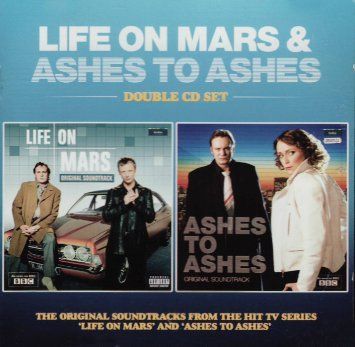 LIFE ON MARS &
ASHES TO ASHES
DOUBLE CD SET
LIFE ON
MARS
ORIGINAL SOUNDTRACK
BBC
ASHES
TO
ASHES
ORIGINAL SOUNDTRACK
BBC
THE ORIGINAL SOUNDTRACKS FROM THE HIT TV SERIES
'LIFE ON MARS' AND 'ASHES TO ASHES'